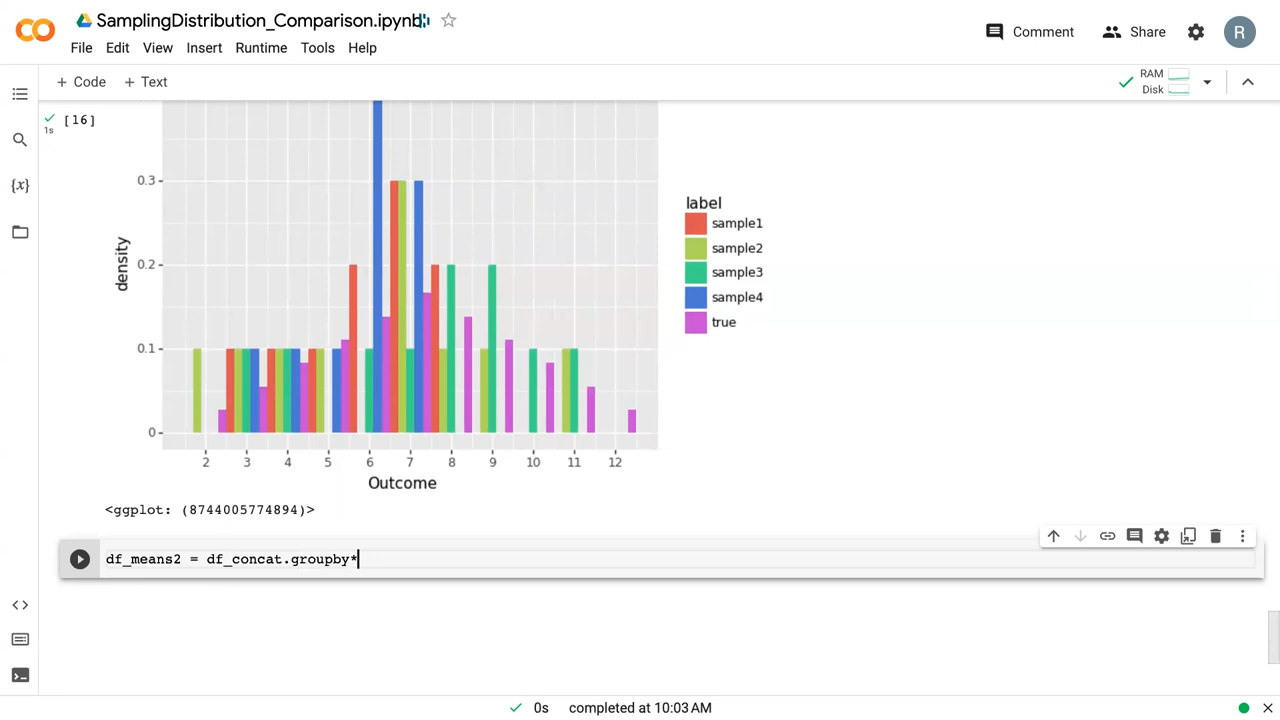 SamplingDistribution_Comparison.ipynb
File Edit View Insert Runtime Tools Help
Comment
Share
R
+ Code + Text
RAM
Disk
{x}
[16]
1s
0.3
0.2
0.1
0
density
2 3 4 5 6 7 8 9 10 11 12
Outcome
label
sample1
sample2
sample3
sample4
true
<ggplot: (8744005774894)>
df_means2 = df_concat.groupby*
0s completed at 10:03 AM